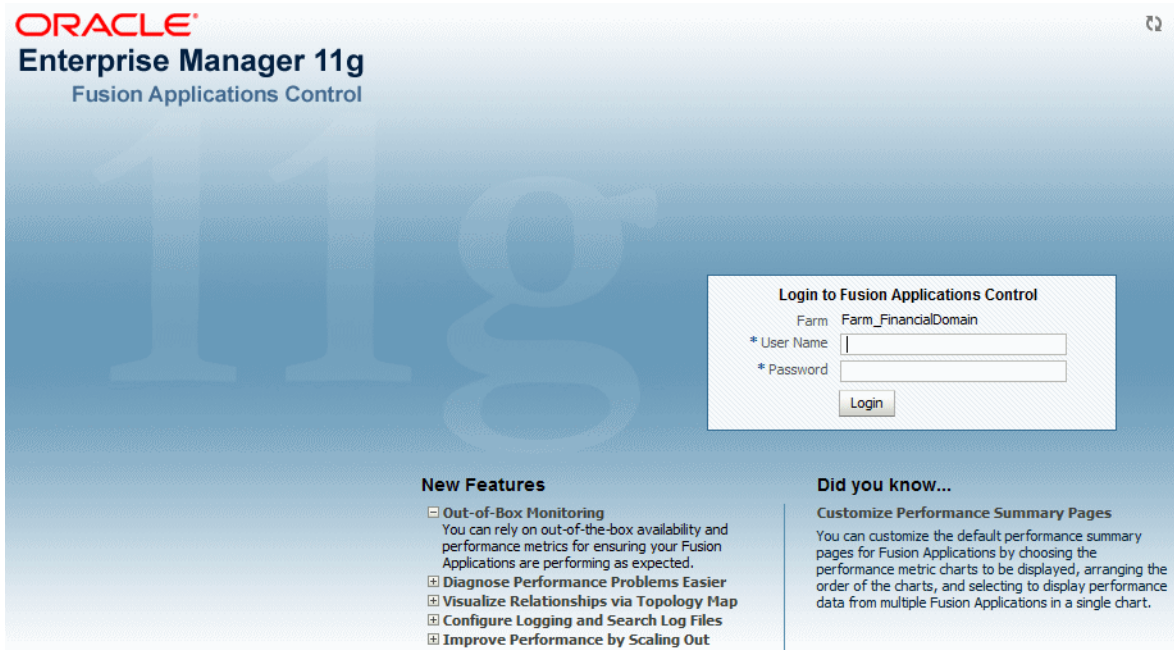 ORACLE
Enterprise Manager 11g
Fusion Applications Control
11g
Login to Fusion Applications Control
Farm Farm_FinancialDomain
* User Name
* Password
Login
New Features
Out-of-Box Monitoring
You can rely on out-of-the-box availability and
performance metrics for ensuring your Fusion
Applications are performing as expected.
Diagnose Performance Problems Easier
Visualize Relationships via Topology Map
Configure Logging and Search Log Files
Improve Performance by Scaling Out
Did you know...
Customize Performance Summary Pages
You can customize the default performance summary
pages for Fusion Applications by choosing the
performance metric charts to be displayed, arranging the
order of the charts, and selecting to display performance
data from multiple Fusion Applications in a single chart.